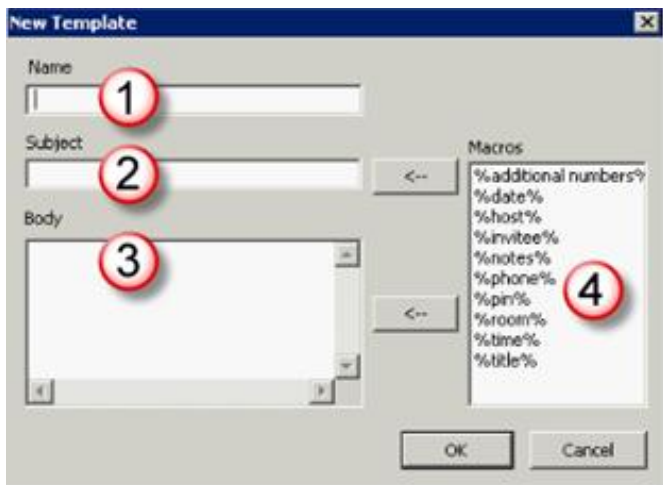 New Template
Name
1
Subject
2
<--
Macros
%additional numbers%
%date%
%host%
%invitee%
%notes%
%phone%
%pin%
%room%
%time%
%title%
4
Body
3
<--
OK
Cancel